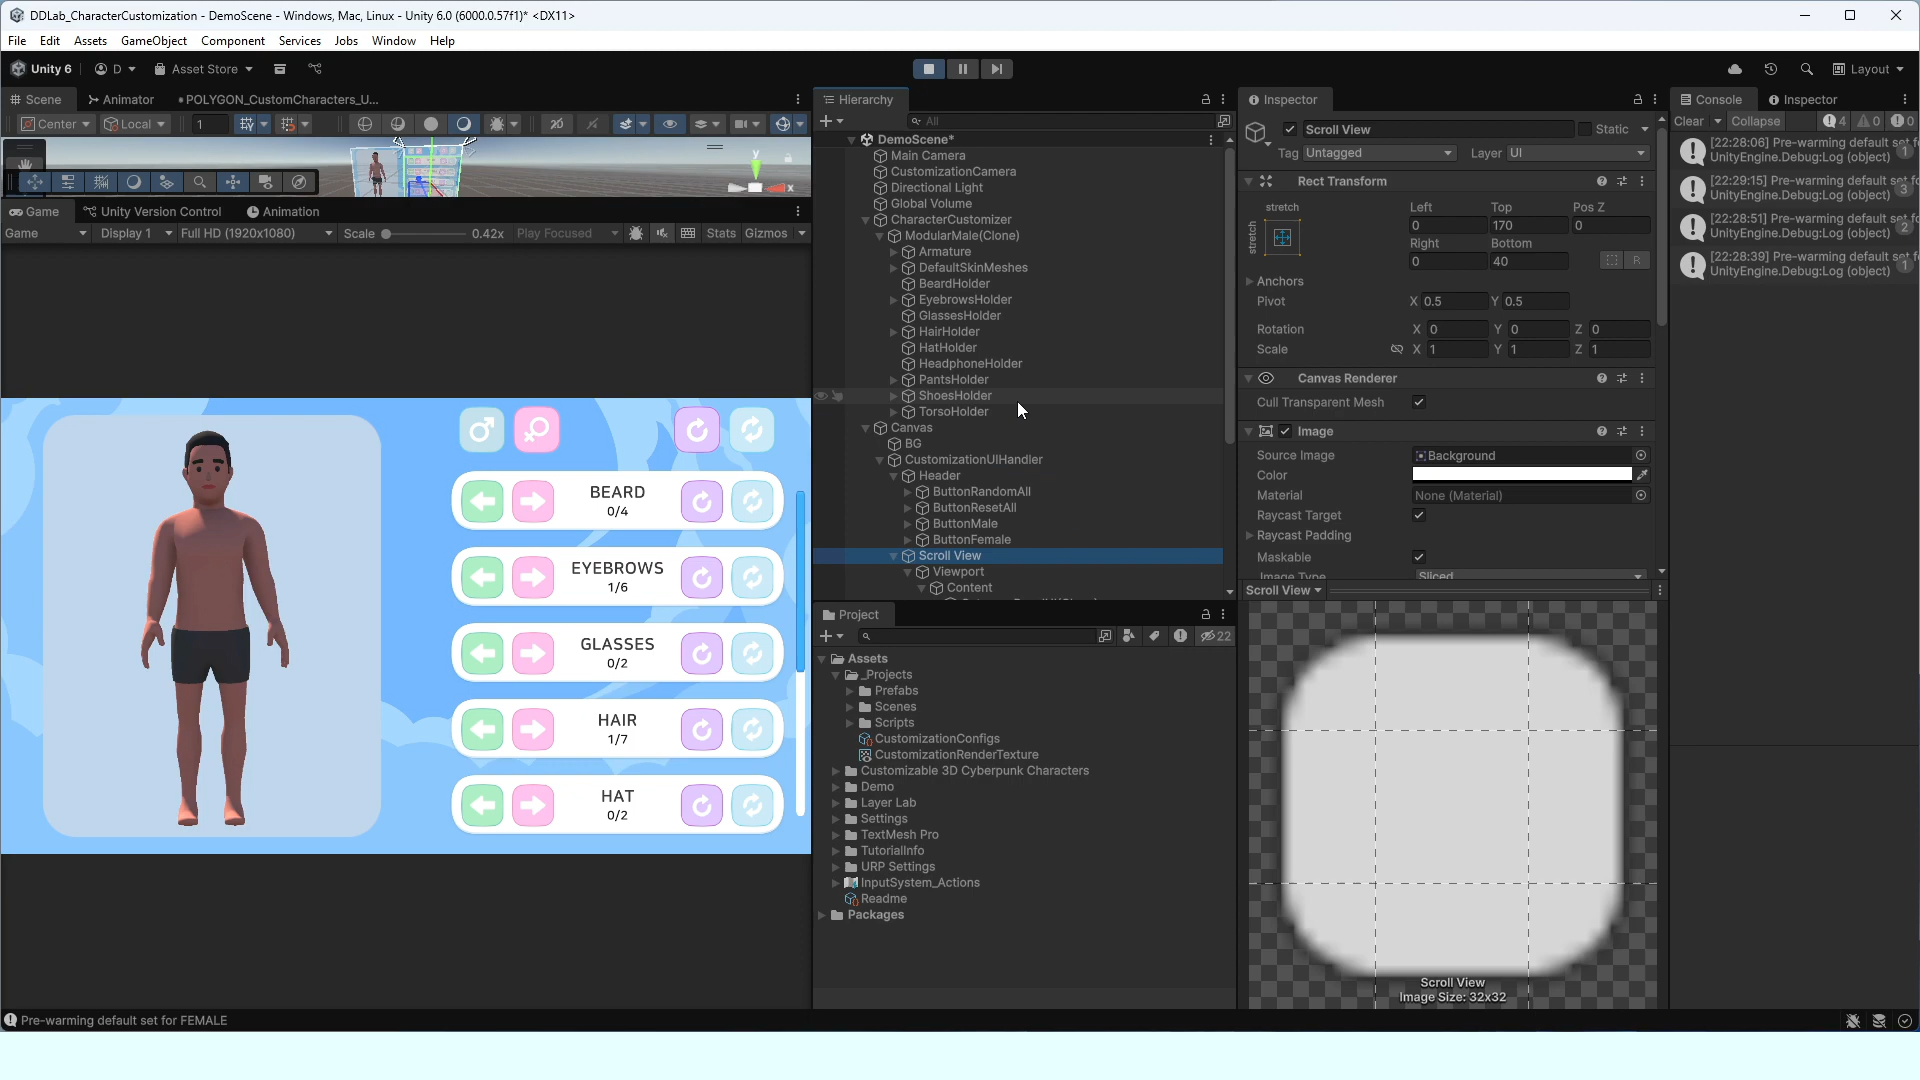 DDLab_CharacterCustomization - DemoScene - Windows, Mac, Linux - Unity 6.0 (6000.0.57f1)* <DX11>
File Edit Assets GameObject Component Services Jobs Window Help
Unity 6 D Asset Store Layout
Scene Animator POLYGON_CustomCharacters_U...
Center Local 1 2D
y
x
Game Unity Version Control Animation
Game Display 1 Full HD (1920x1080) Scale 0.42x Play Focused Stats Gizmos
BEARD
0/4
EYEBROWS
1/6
GLASSES
0/2
HAIR
1/7
HAT
0/2
Pre-warming default set for FEMALE
Hierarchy
All
DemoScene*
Main Camera
CustomizationCamera
Directional Light
Global Volume
CharacterCustomizer
ModularMale(Clone)
Armature
DefaultSkinMeshes
BeardHolder
EyebrowsHolder
GlassesHolder
HairHolder
HatHolder
HeadphoneHolder
PantsHolder
ShoesHolder
TorsoHolder
Canvas
BG
CustomizationUIHandler
Header
ButtonRandomAll
ButtonResetAll
ButtonMale
ButtonFemale
Scroll View
Viewport
Content
Project
22
Assets
_Projects
Prefabs
Scenes
Scripts
CustomizationConfigs
CustomizationRenderTexture
Customizable 3D Cyberpunk Characters
Demo
Layer Lab
Settings
TextMesh Pro
TutorialInfo
URP Settings
InputSystem_Actions
Readme
Packages
Inspector
Scroll View Static
Tag Untagged Layer UI
Rect Transform
stretch Left Top Pos Z
stretch 0 170 0
Right Bottom
0 40 R
Anchors
Pivot X 0.5 Y 0.5
Rotation X 0 Y 0 Z 0
Scale X 1 Y 1 Z 1
Canvas Renderer
Cull Transparent Mesh
Image
Source Image Background
Color
Material None (Material)
Raycast Target
Raycast Padding
Maskable
Image Type Sliced
Scroll View
Scroll View
Image Size: 32x32
Console Inspector
Clear Collapse 4 0 0
[22:28:06] Pre-warming default set fo
UnityEngine.Debug:Log (object) 1
[22:29:15] Pre-warming default set fo
UnityEngine.Debug:Log (object) 3
[22:28:51] Pre-warming default set fo
UnityEngine.Debug:Log (object) 2
[22:28:39] Pre-warming default set fo
UnityEngine.Debug:Log (object) 1